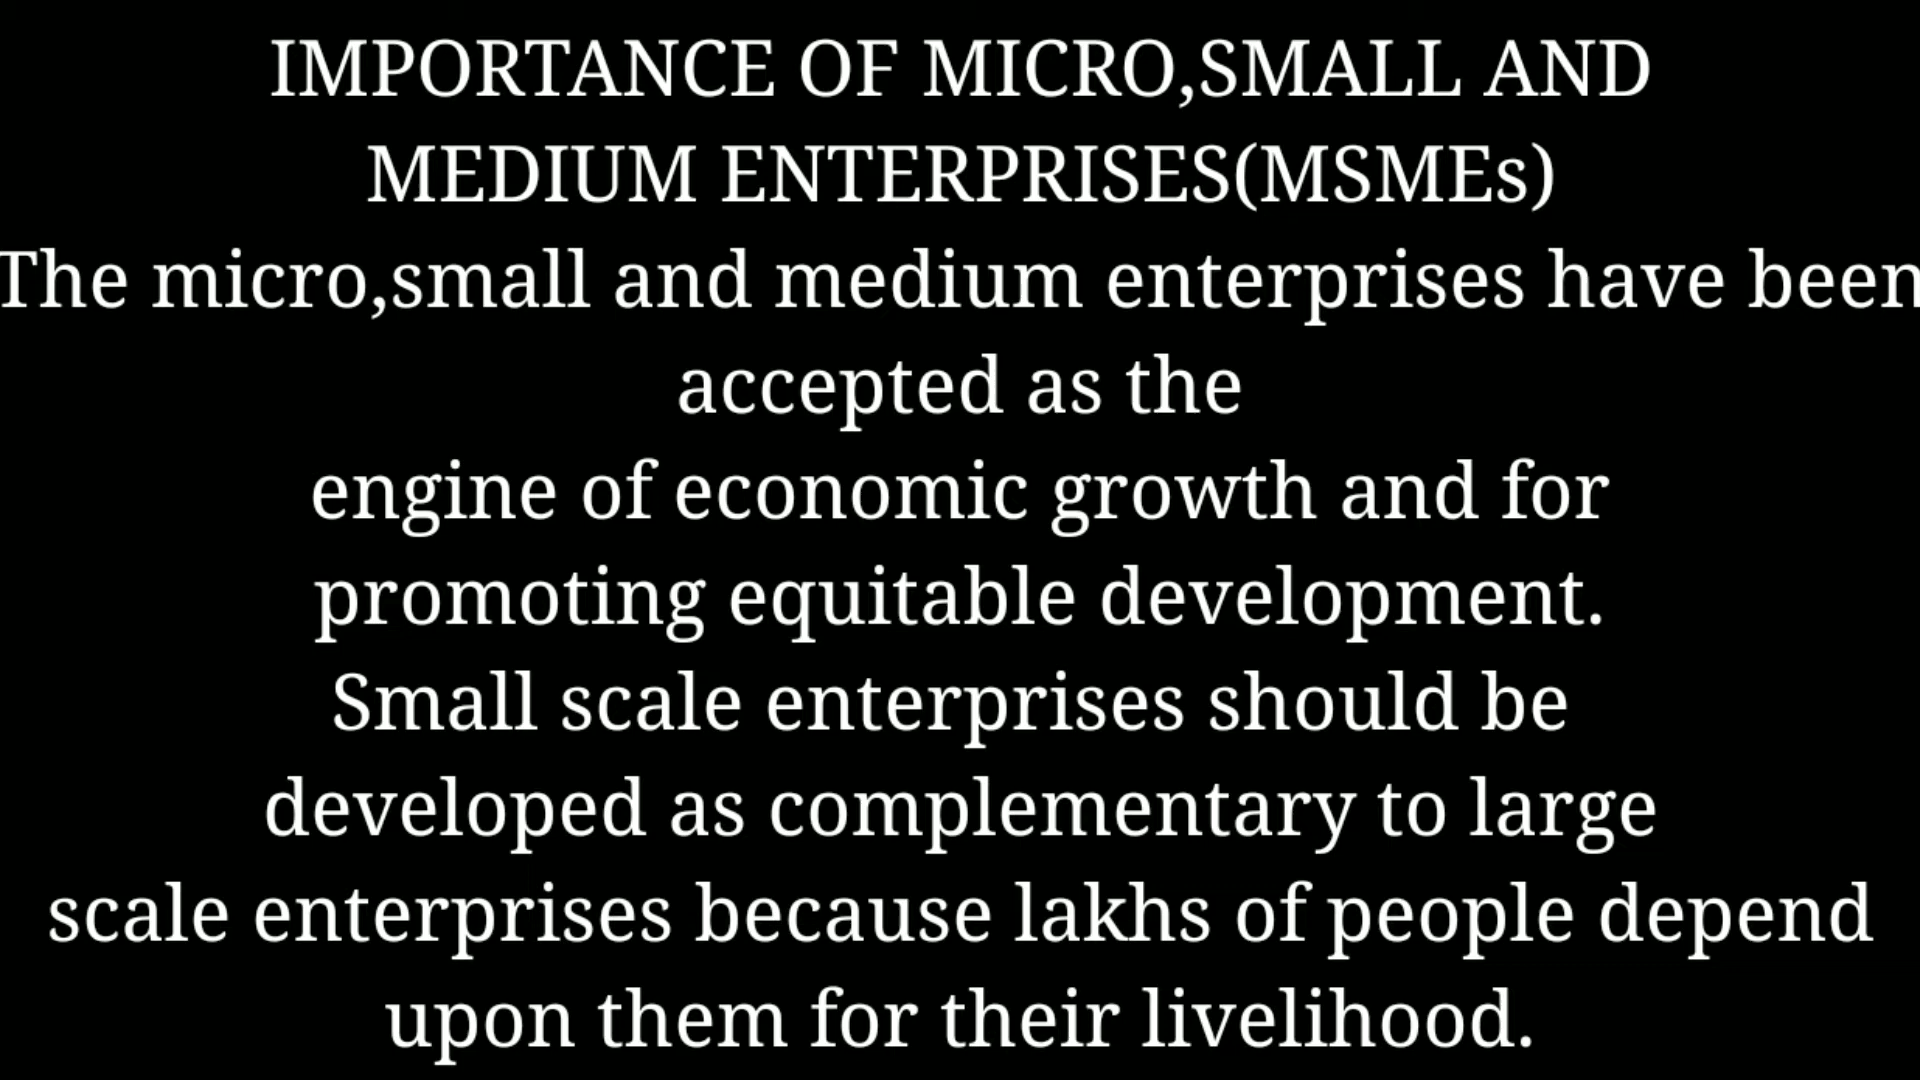 IMPORTANCE OF MICRO,SMALL AND
MEDIUM ENTERPRISES(MSMEs)
The micro,small and medium enterprises have been
accepted as the
engine of economic growth and for
promoting equitable development.
Small scale enterprises should be
developed as complementary to large
scale enterprises because lakhs of people depend
upon them for their livelihood.